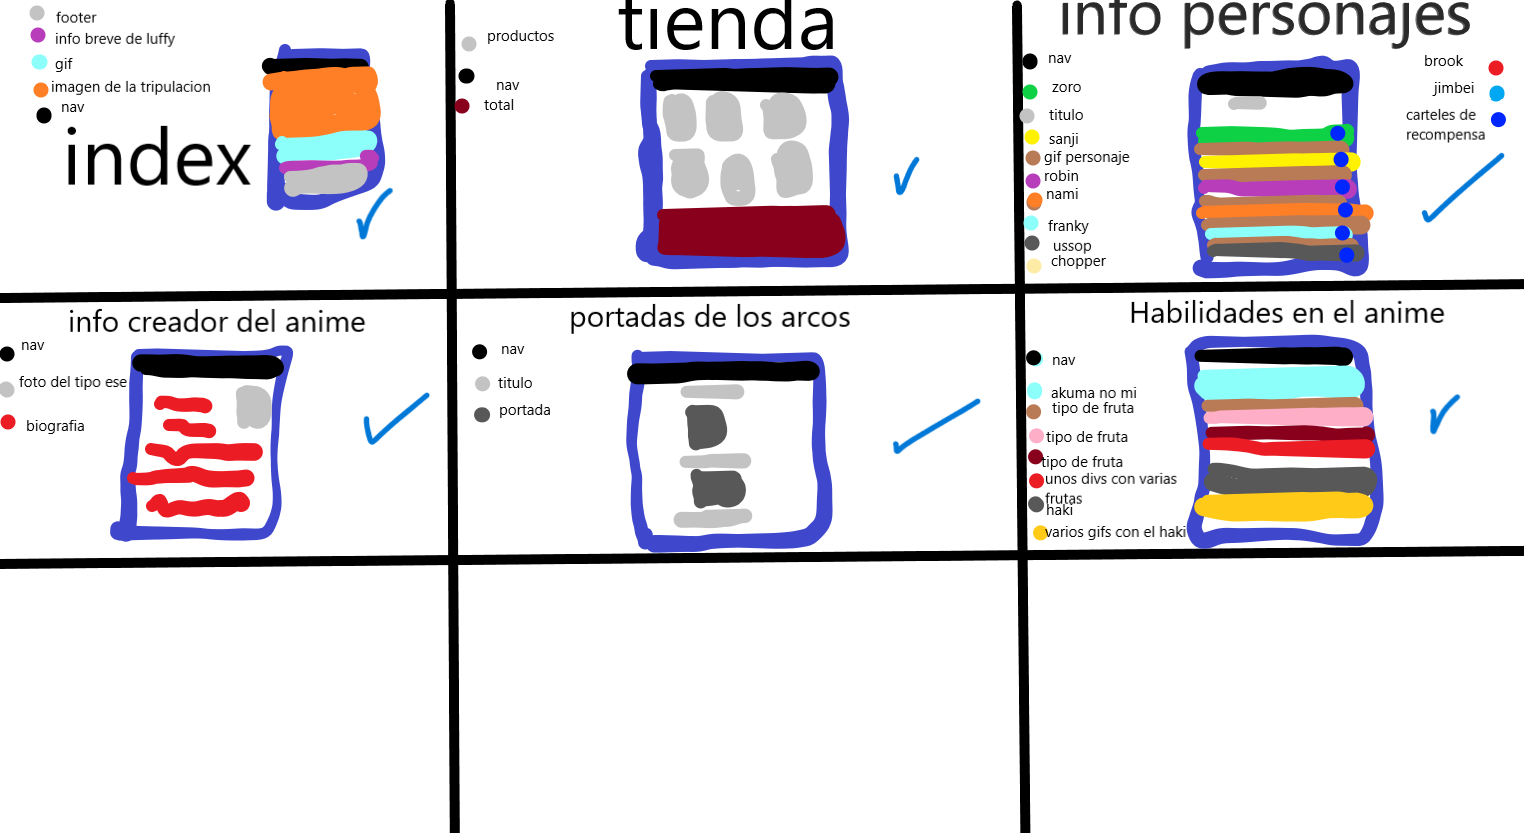 footer
info breve de luffy
gif
imagen de la tripulacion
nav
index
tienda
productos
nav
total
info personajes
nav
zoro
titulo
sanji
gif personaje
robin
nami
franky
ussop
chopper
brook
jimbei
carteles de
recompensa
info creador del anime
nav
foto del tipo ese
biografia
portadas de los arcos
nav
titulo
portada
Habilidades en el anime
nav
akuma no mi
tipo de fruta
tipo de fruta
tipo de fruta
unos divs con varias
frutas
haki
varios gifs con el haki